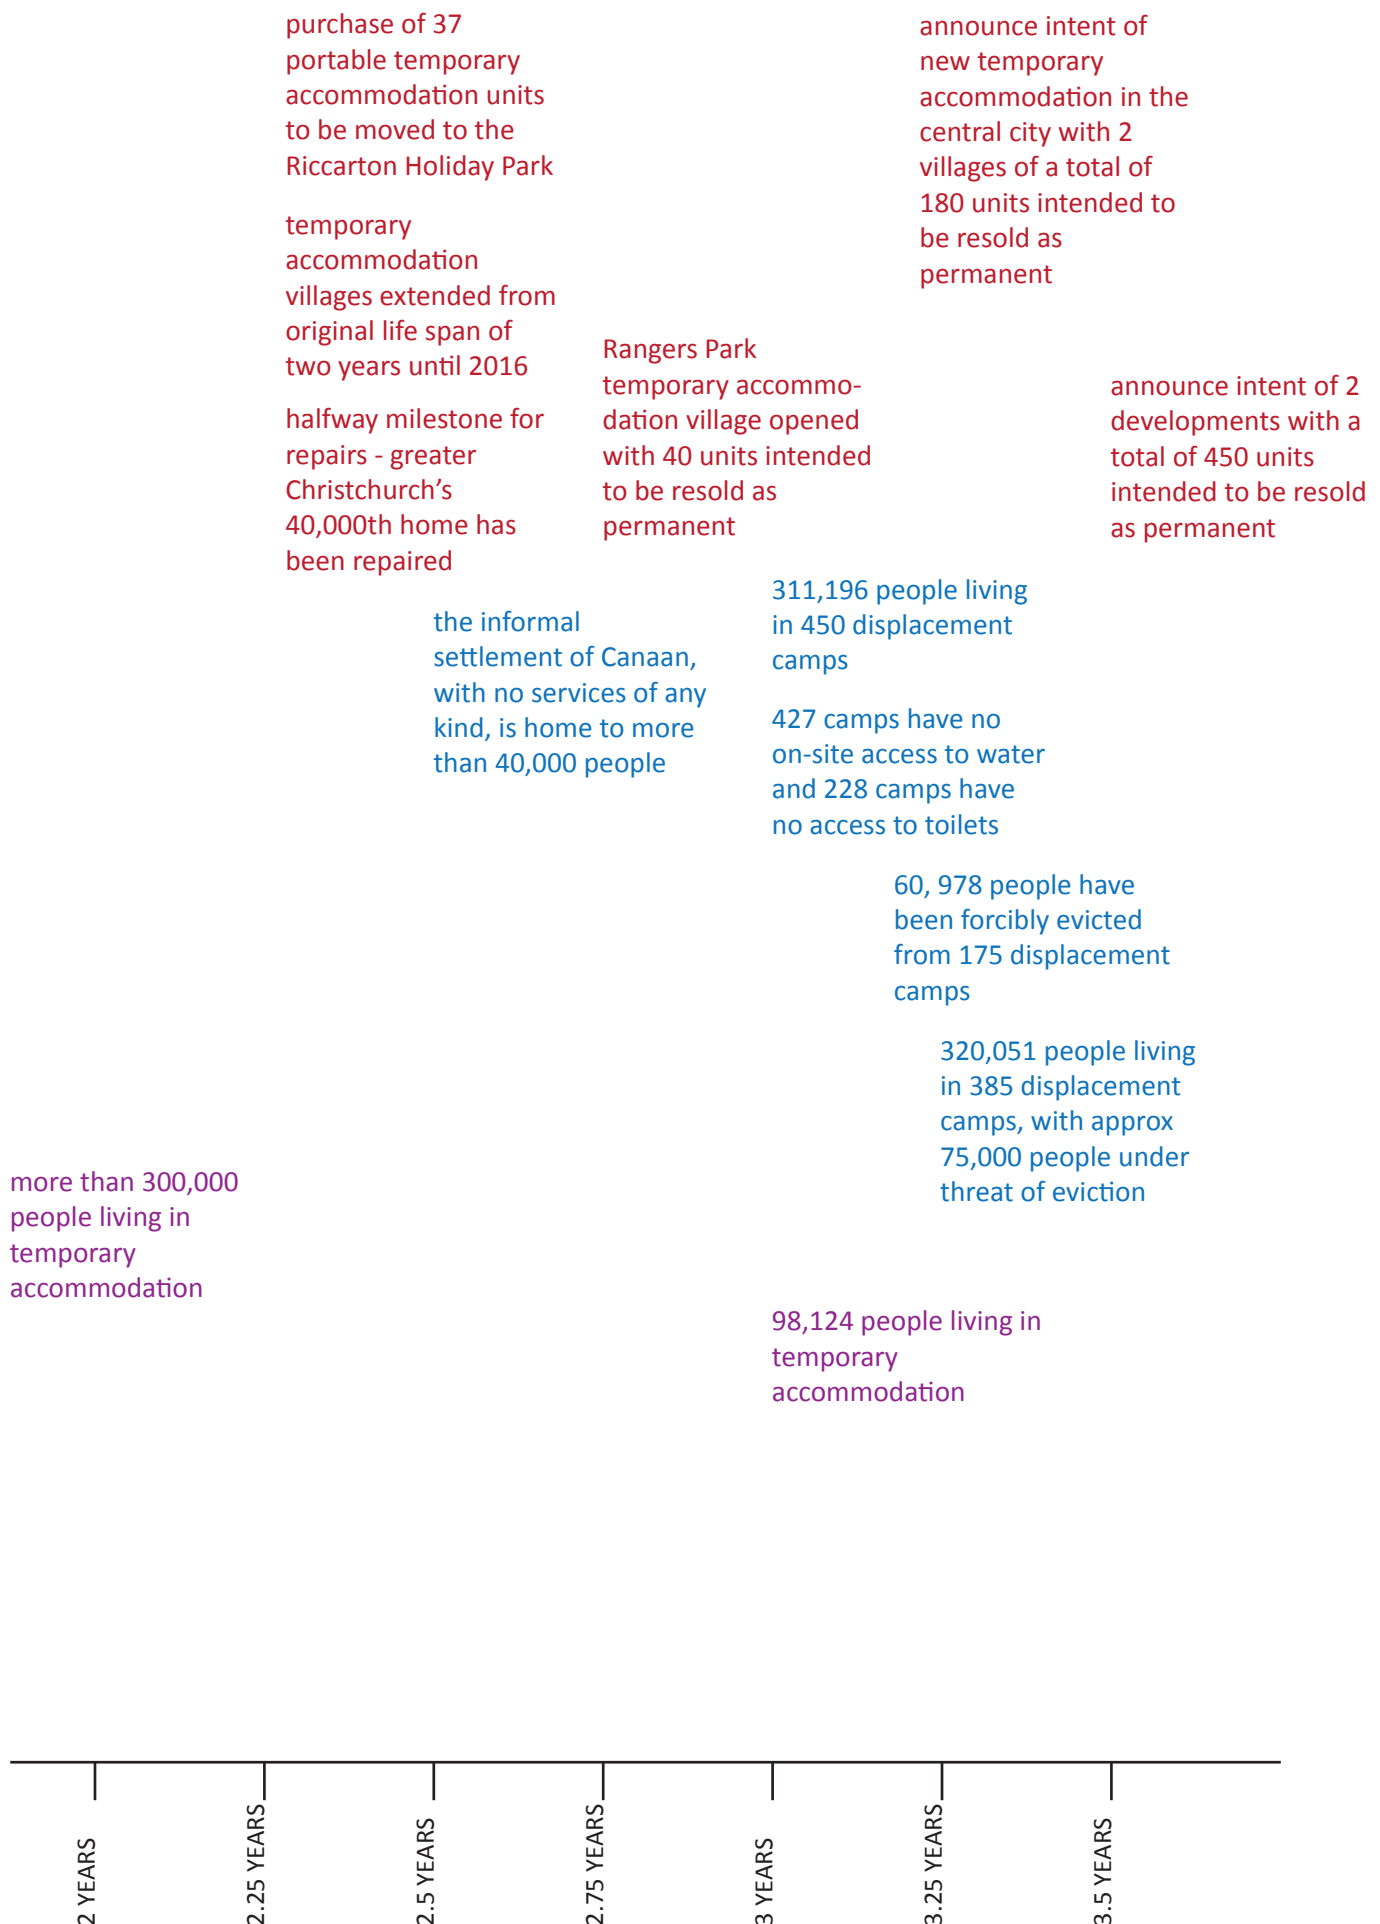 purchase of 37
portable temporary
accommodation units
to be moved to the
Riccarton Holiday Park
temporary
accommodation
villages extended from
original life span of
two years until 2016
halfway milestone for
repairs - greater
Christchurch’s
40,000th home has
been repaired
announce intent of
new temporary
accommodation in the
central city with 2
villages of a total of
180 units intended to
be resold as
permanent
Rangers Park
temporary accommo-
dation village opened
with 40 units intended
to be resold as
permanent
announce intent of 2
developments with a
total of 450 units
intended to be resold
as permanent
the informal
settlement of Canaan,
with no services of any
kind, is home to more
than 40,000 people
311,196 people living
in 450 displacement
camps
427 camps have no
on-site access to water
and 228 camps have
no access to toilets
60, 978 people have
been forcibly evicted
from 175 displacement
camps
320,051 people living
in 385 displacement
camps, with approx
75,000 people under
threat of eviction
more than 300,000
people living in
temporary
accommodation
98,124 people living in
temporary
accommodation
2 YEARS
2.25 YEARS
2.5 YEARS
2.75 YEARS
3 YEARS
3.25 YEARS
3.5 YEARS